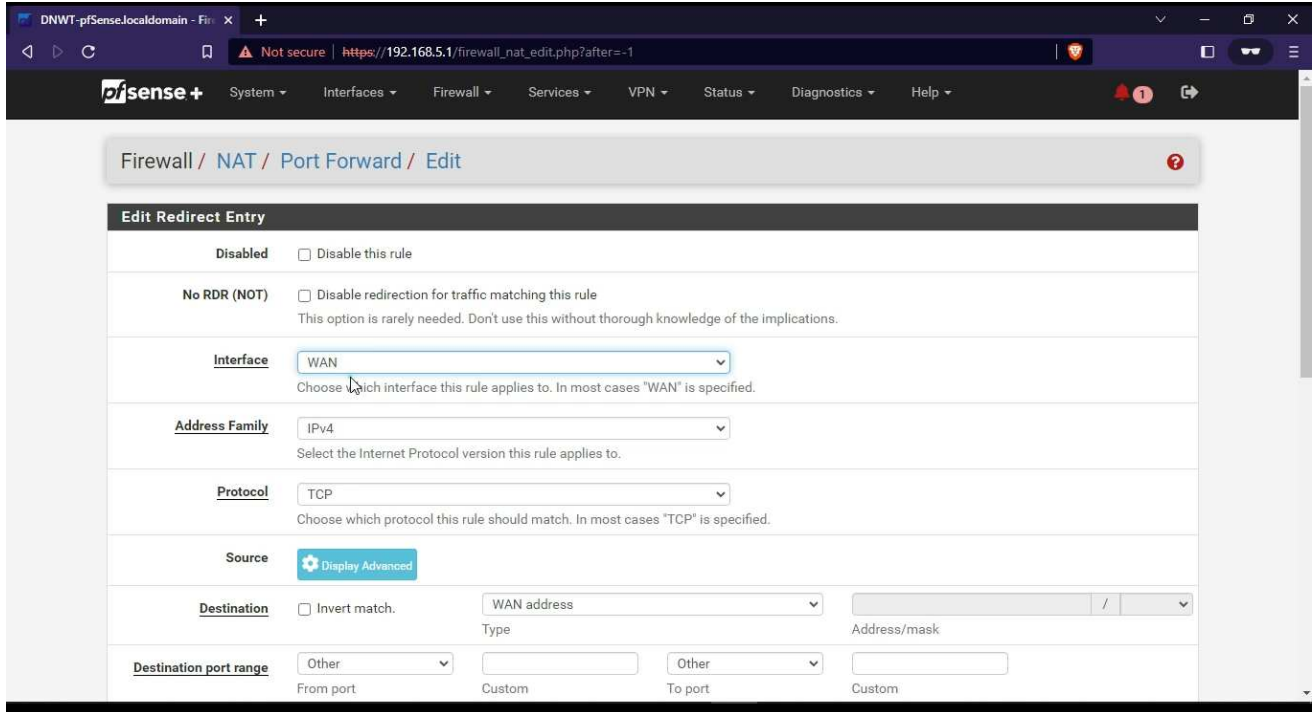 DNWT-pfSense.localdomain - Fire
Not secure | https://192.168.5.1/firewall_nat_edit.php?after=-1
pfsense + System Interfaces Firewall Services VPN Status Diagnostics Help 1
Firewall / NAT / Port Forward / Edit
Edit Redirect Entry
Disabled Disable this rule
No RDR (NOT) Disable redirection for traffic matching this rule
This option is rarely needed. Don't use this without thorough knowledge of the implications.
Interface WAN
Choose which interface this rule applies to. In most cases "WAN" is specified.
Address Family IPv4
Select the Internet Protocol version this rule applies to.
Protocol TCP
Choose which protocol this rule should match. In most cases "TCP" is specified.
Source Display Advanced
Destination Invert match. WAN address /
Type Address/mask
Destination port range Other Other
From port Custom To port Custom